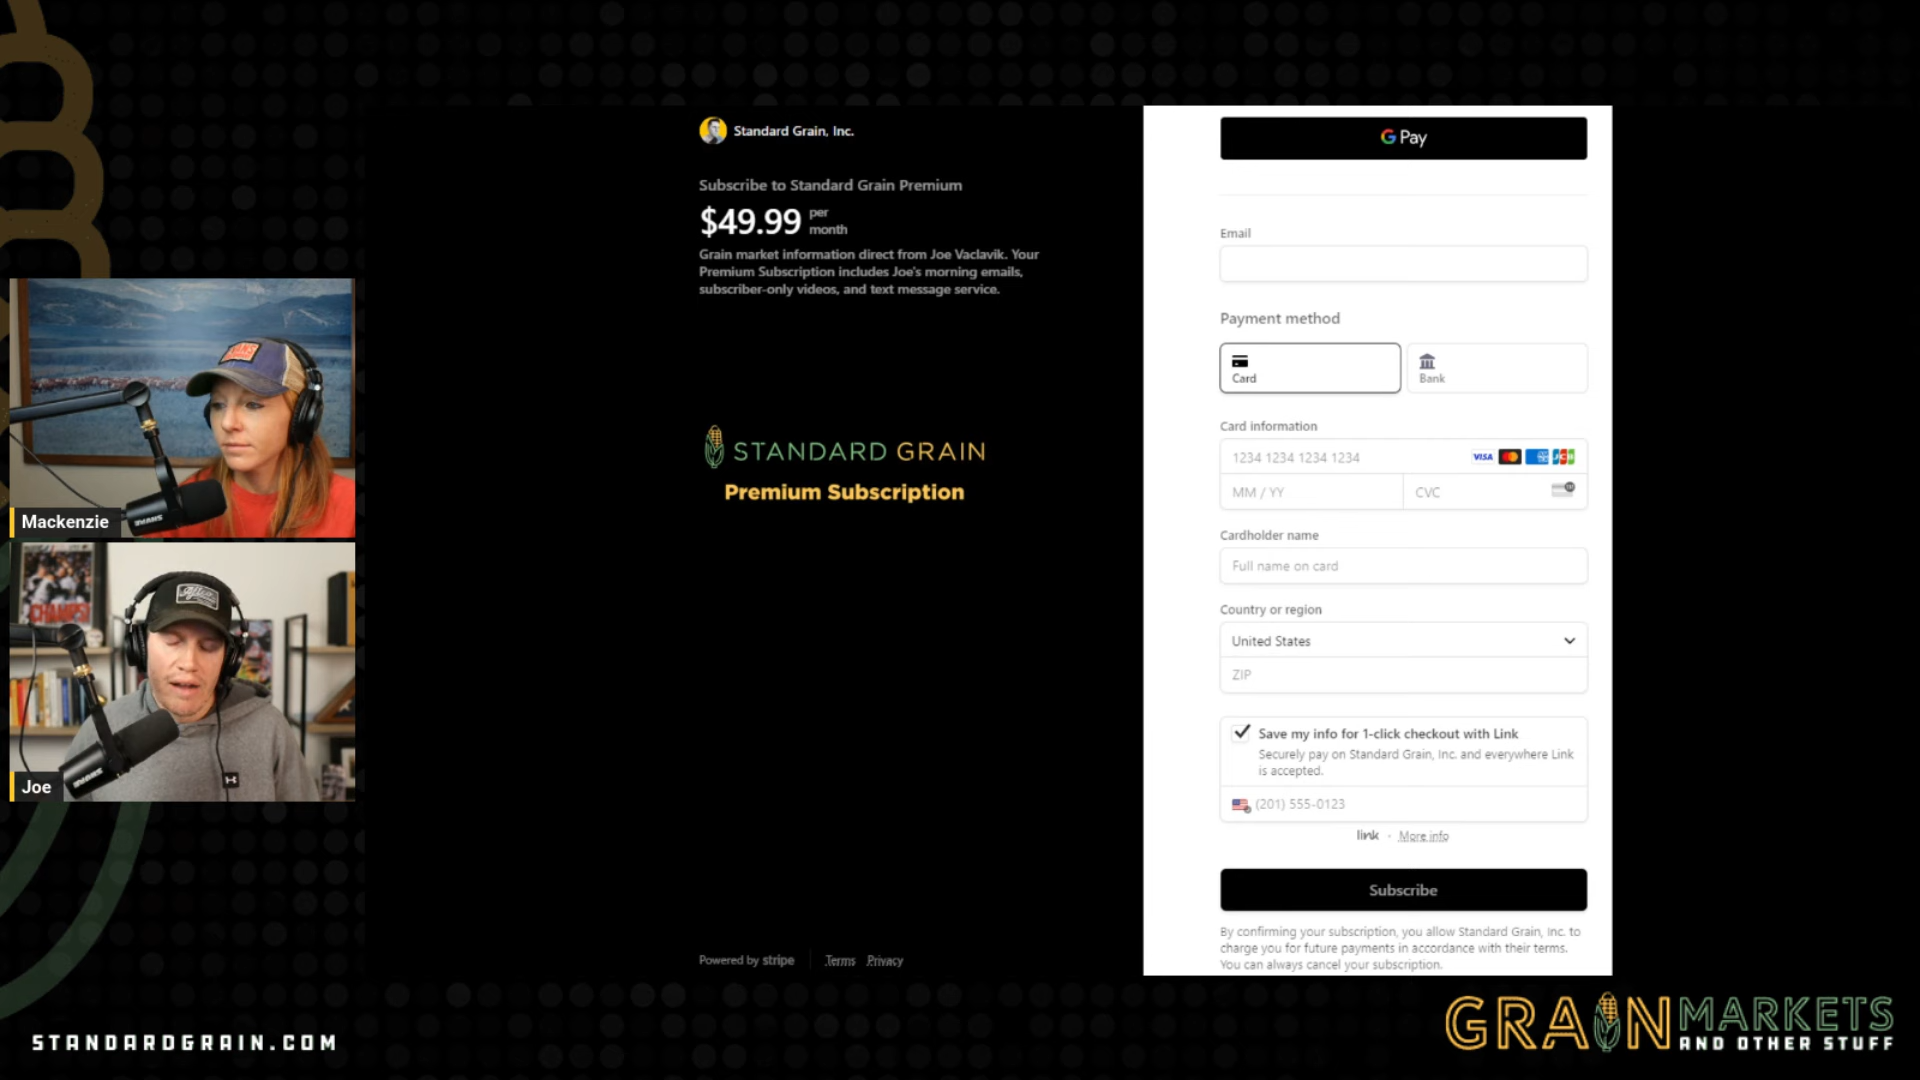 Standard Grain, Inc.
Subscribe to Standard Grain Premium
$49.99 per
month
Grain market information direct from Joe Vaclavik. Your
Premium Subscription includes Joe's morning emails,
subscriber-only videos, and text message service.
STANDARD GRAIN
Premium Subscription
Powered by stripe
Terms Privacy
G Pay
Email
Payment method
Card
Bank
Card information
1234 1234 1234 1234
VISA
MM / YY
CVC
Cardholder name
Full name on card
Country or region
United States
ZIP
Save my info for 1-click checkout with Link
Securely pay on Standard Grain, Inc. and everywhere Link
is accepted.
(201) 555-0123
link · More info
Subscribe
By confirming your subscription, you allow Standard Grain, Inc. to
charge you for future payments in accordance with their terms.
You can always cancel your subscription.
Mackenzie
CHAMPS!
Joe
STANDARDGRAIN.COM
GRAIN MARKETS
AND OTHER STUFF